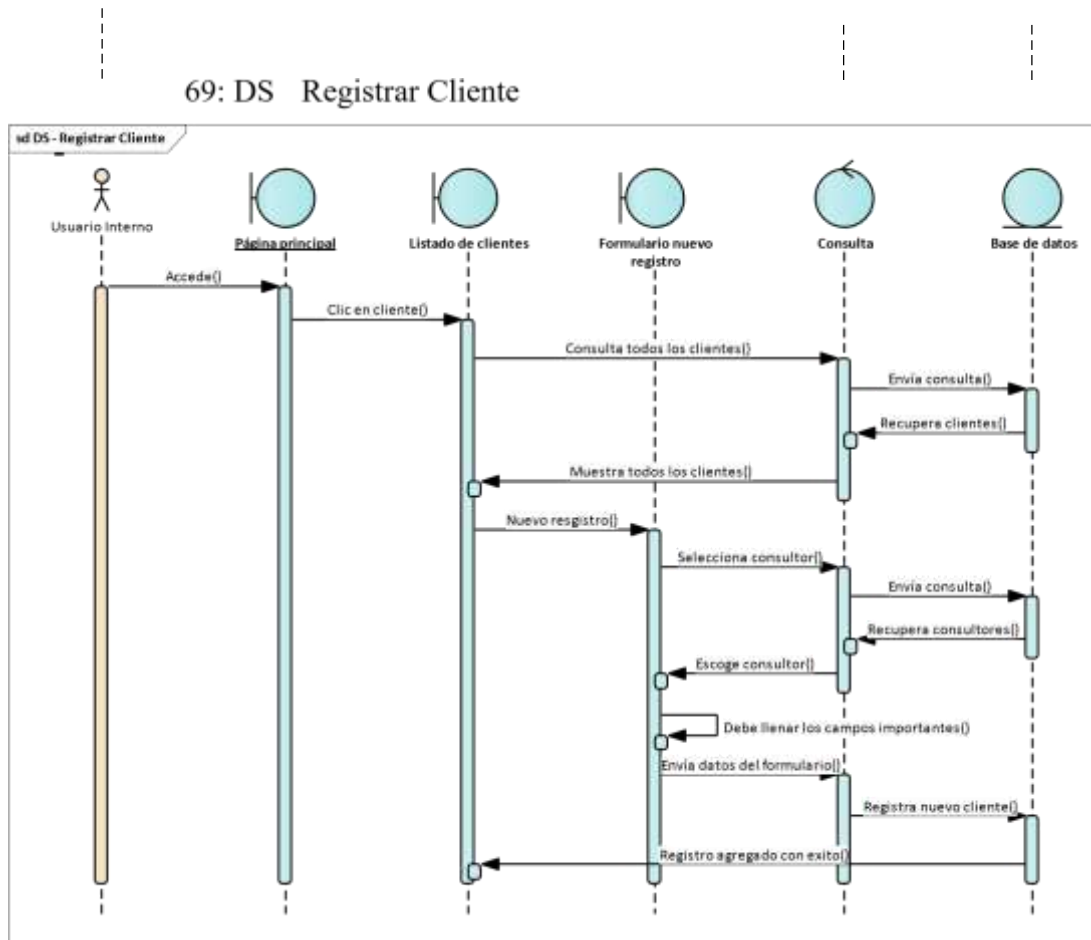 69: DS Registrar Cliente
sd DS - Registrar Cliente
Usuario Interno
Página principal
Listado de clientes
Formulario nuevo
registro
Consulta
Base de datos
Accede()
Clic en cliente()
Consulta todos los clientes()
Envía consulta()
Recupera clientes()
Muestra todos los clientes()
Nuevo resgistro()
Selecciona consultor()
Envía consulta()
Recupera consultores()
Escoge consultor()
Debe llenar los campos importantes()
Envía datos del formulario()
Registra nuevo cliente()
Registro agregado con exito()